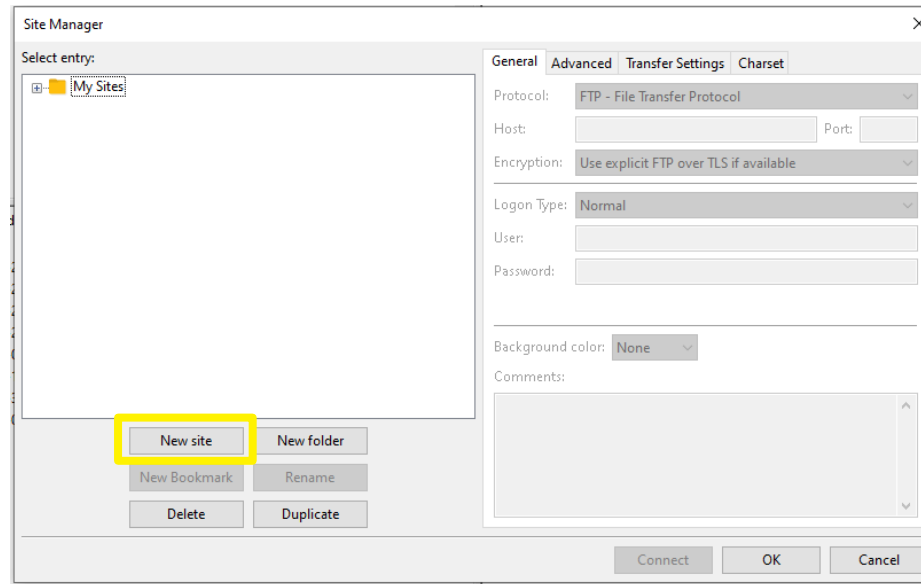 Site Manager
Select entry:
My Sites
New site
New folder
New Bookmark
Rename
Delete
Duplicate
General Advanced Transfer Settings Charset
Protocol: FTP - File Transfer Protocol
Host: Port:
Encryption: Use explicit FTP over TLS if available
Logon Type: Normal
User:
Password:
Background color: None
Comments:
Connect OK Cancel